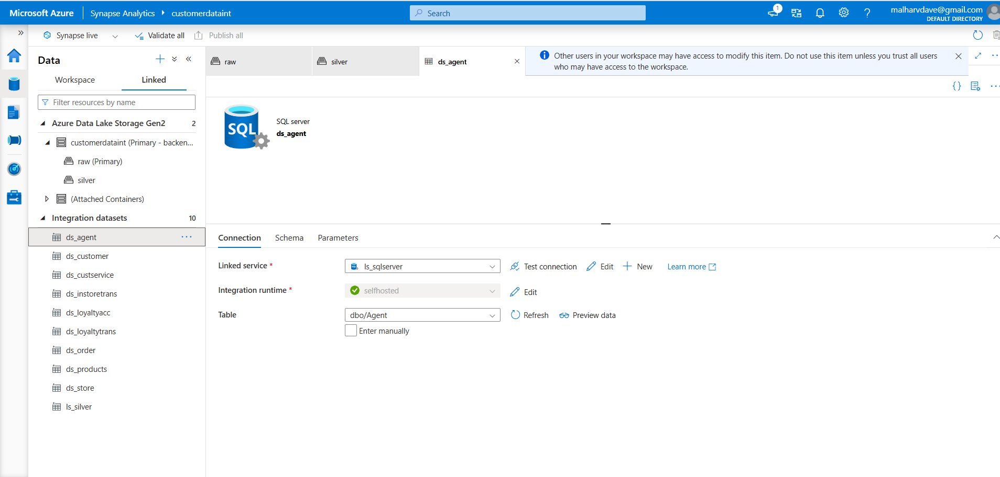 Microsoft Azure
Synapse Analytics
customerdataint
Search
1
malharvdave@gmail.com
DEFAULT DIRECTORY
Synapse live
Validate all
Publish all
Data
Workspace
Linked
Filter resources by name
Azure Data Lake Storage Gen2 2
customerdataint (Primary - backen...
raw (Primary)
silver
(Attached Containers)
Integration datasets 10
ds_agent
ds_customer
ds_custservice
ds_instoretrans
ds_loyaltyacc
ds_loyaltytrans
ds_order
ds_products
ds_store
ls_silver
raw
silver
ds_agent
Other users in your workspace may have access to modify this item. Do not use this item unless you trust all users
who may have access to the workspace.
SQL
SQL server
ds_agent
Connection
Schema
Parameters
Linked service *
ls_sqlserver
Test connection
Edit
New
Learn more
Integration runtime *
selfhosted
Edit
Table
dbo/Agent
Refresh
Preview data
Enter manually